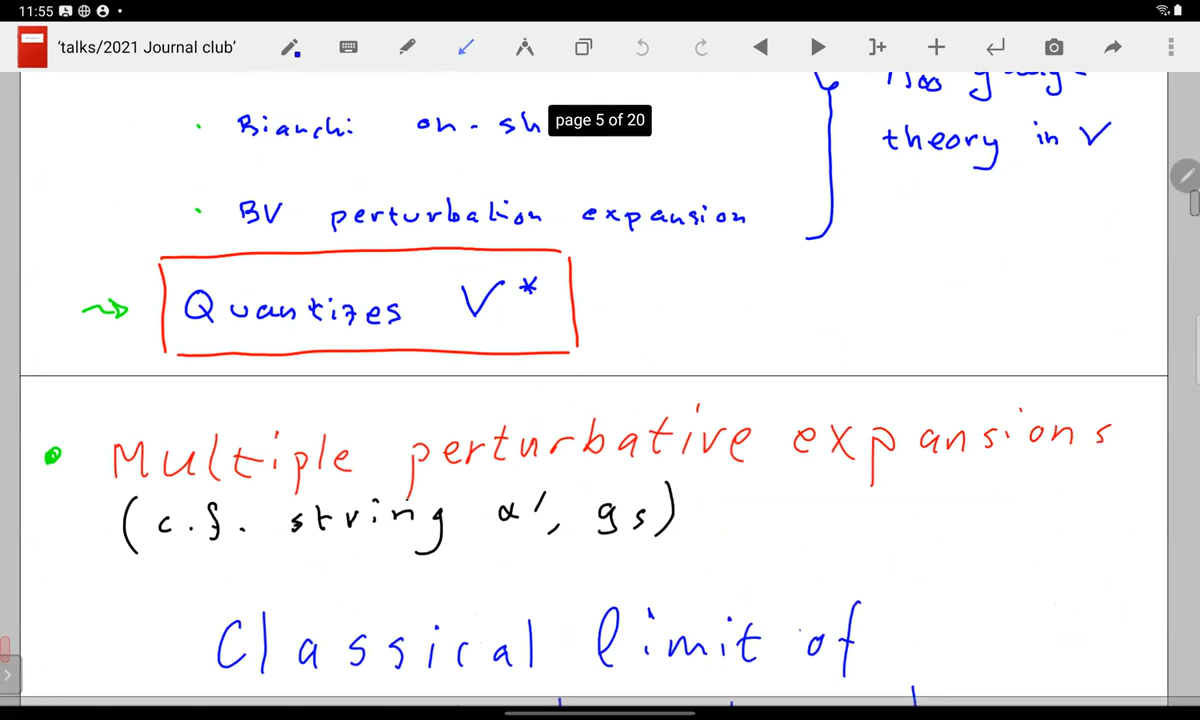 11:55
'talks/2021 Journal club'
• Bianchi on-sh
page 5 of 20
theory in V
• BV perturbation expansion
Quantizes V*
• Multiple perturbative expansions
(c.f. string α', gs)
Classical limit of